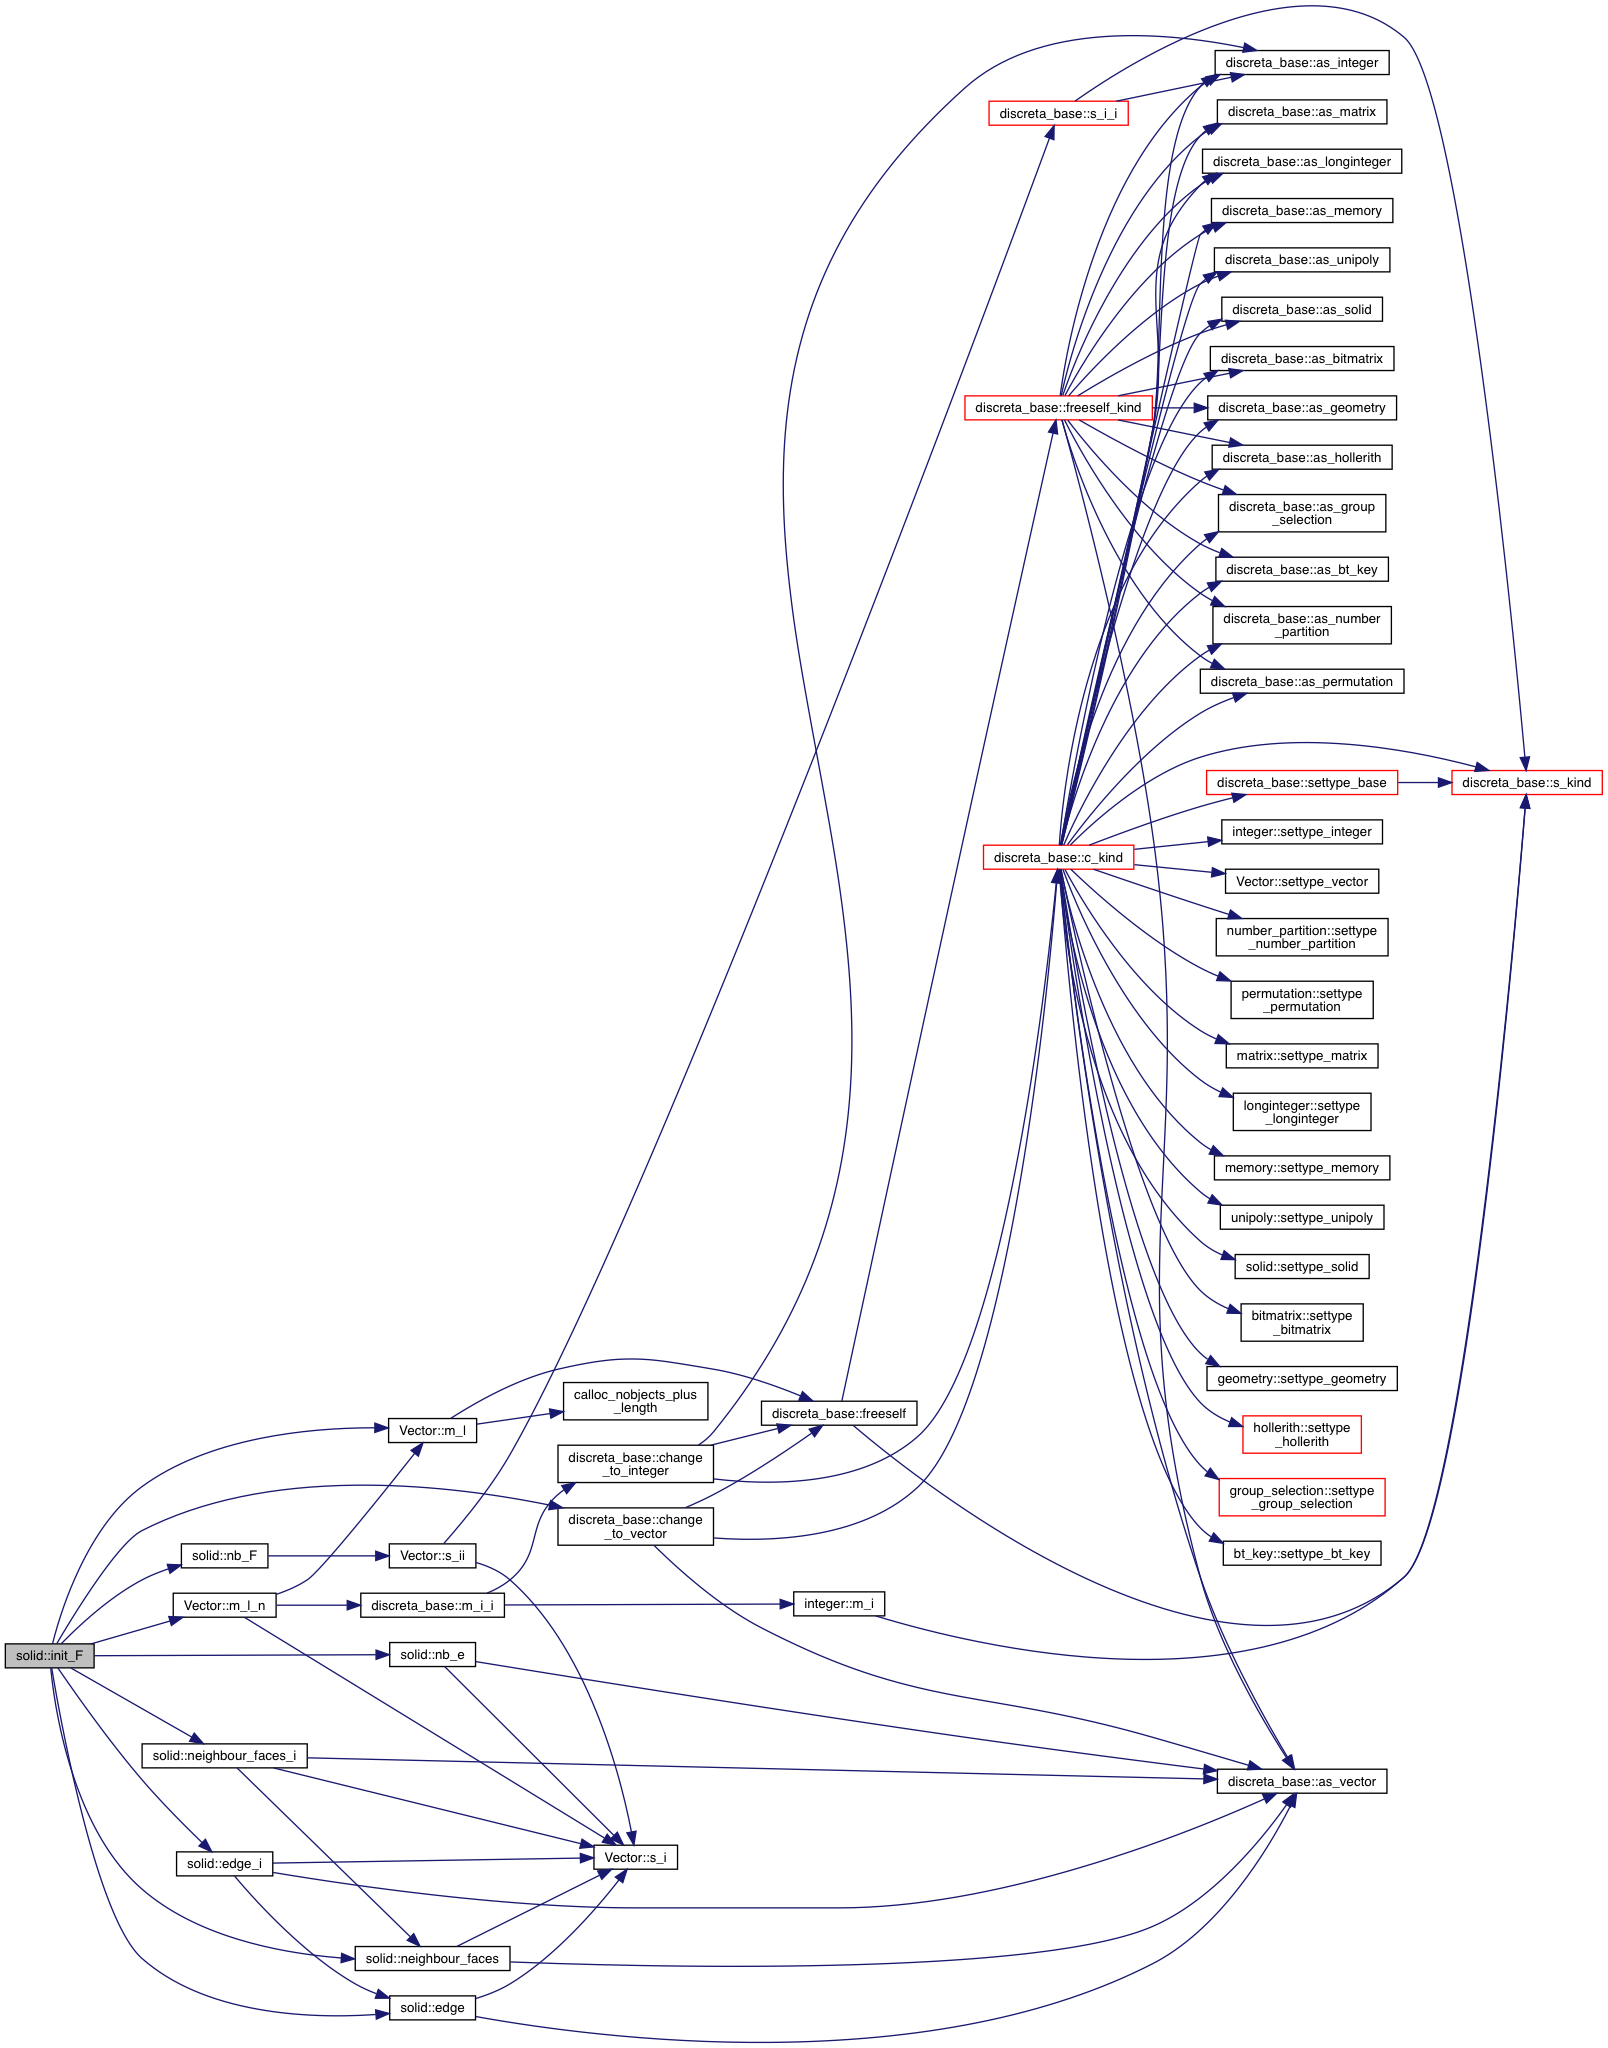 discreta_base::as_integer
discreta_base::s_i_i
discreta_base::as_matrix
discreta_base::as_longinteger
discreta_base::as_memory
discreta_base::as_unipoly
discreta_base::as_solid
discreta_base::as_bitmatrix
discreta_base::freeself_kind
discreta_base::as_geometry
discreta_base::as_hollerith
discreta_base::as_group
_selection
discreta_base::as_bt_key
discreta_base::as_number
_partition
discreta_base::as_permutation
discreta_base::settype_base
discreta_base::s_kind
integer::settype_integer
discreta_base::c_kind
Vector::settype_vector
number_partition::settype
_number_partition
permutation::settype
_permutation
matrix::settype_matrix
longinteger::settype
_longinteger
memory::settype_memory
unipoly::settype_unipoly
solid::settype_solid
bitmatrix::settype
_bitmatrix
geometry::settype_geometry
calloc_nobjects_plus
_length
discreta_base::freeself
Vector::m_l
hollerith::settype
_hollerith
discreta_base::change
_to_integer
group_selection::settype
_group_selection
discreta_base::change
_to_vector
solid::nb_F
Vector::s_ii
bt_key::settype_bt_key
Vector::m_l_n
discreta_base::m_i_i
integer::m_i
solid::init_F
solid::nb_e
solid::neighbour_faces_i
discreta_base::as_vector
solid::edge_i
Vector::s_i
solid::neighbour_faces
solid::edge